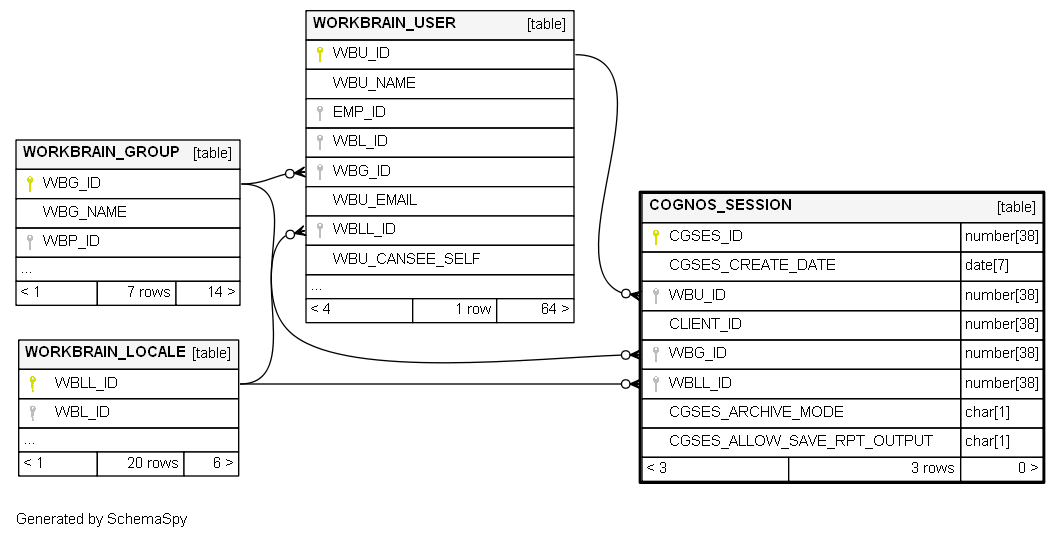 WORKBRAIN_USER [table]
WBU_ID
WBU_NAME
EMP_ID
WBL_ID
WBG_ID
WBU_EMAIL
WBLL_ID
WBU_CANSEE_SELF
...
< 4 1 row 64 >
WORKBRAIN_GROUP [table]
WBG_ID
WBG_NAME
WBP_ID
...
< 1 7 rows 14 >
WORKBRAIN_LOCALE [table]
WBLL_ID
WBL_ID
...
< 1 20 rows 6 >
COGNOS_SESSION [table]
CGSES_ID number[38]
CGSES_CREATE_DATE date[7]
WBU_ID number[38]
CLIENT_ID number[38]
WBG_ID number[38]
WBLL_ID number[38]
CGSES_ARCHIVE_MODE char[1]
CGSES_ALLOW_SAVE_RPT_OUTPUT char[1]
< 3 3 rows 0 >
Generated by SchemaSpy